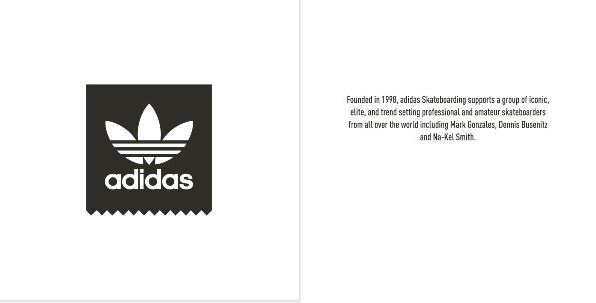 adidas
Founded in 1998, adidas Skateboarding supports a group of iconic,
elite, and trend setting professional and amateur skateboarders
from all over the world including Mark Gonzales, Dennis Busenitz
and Na-Kel Smith.